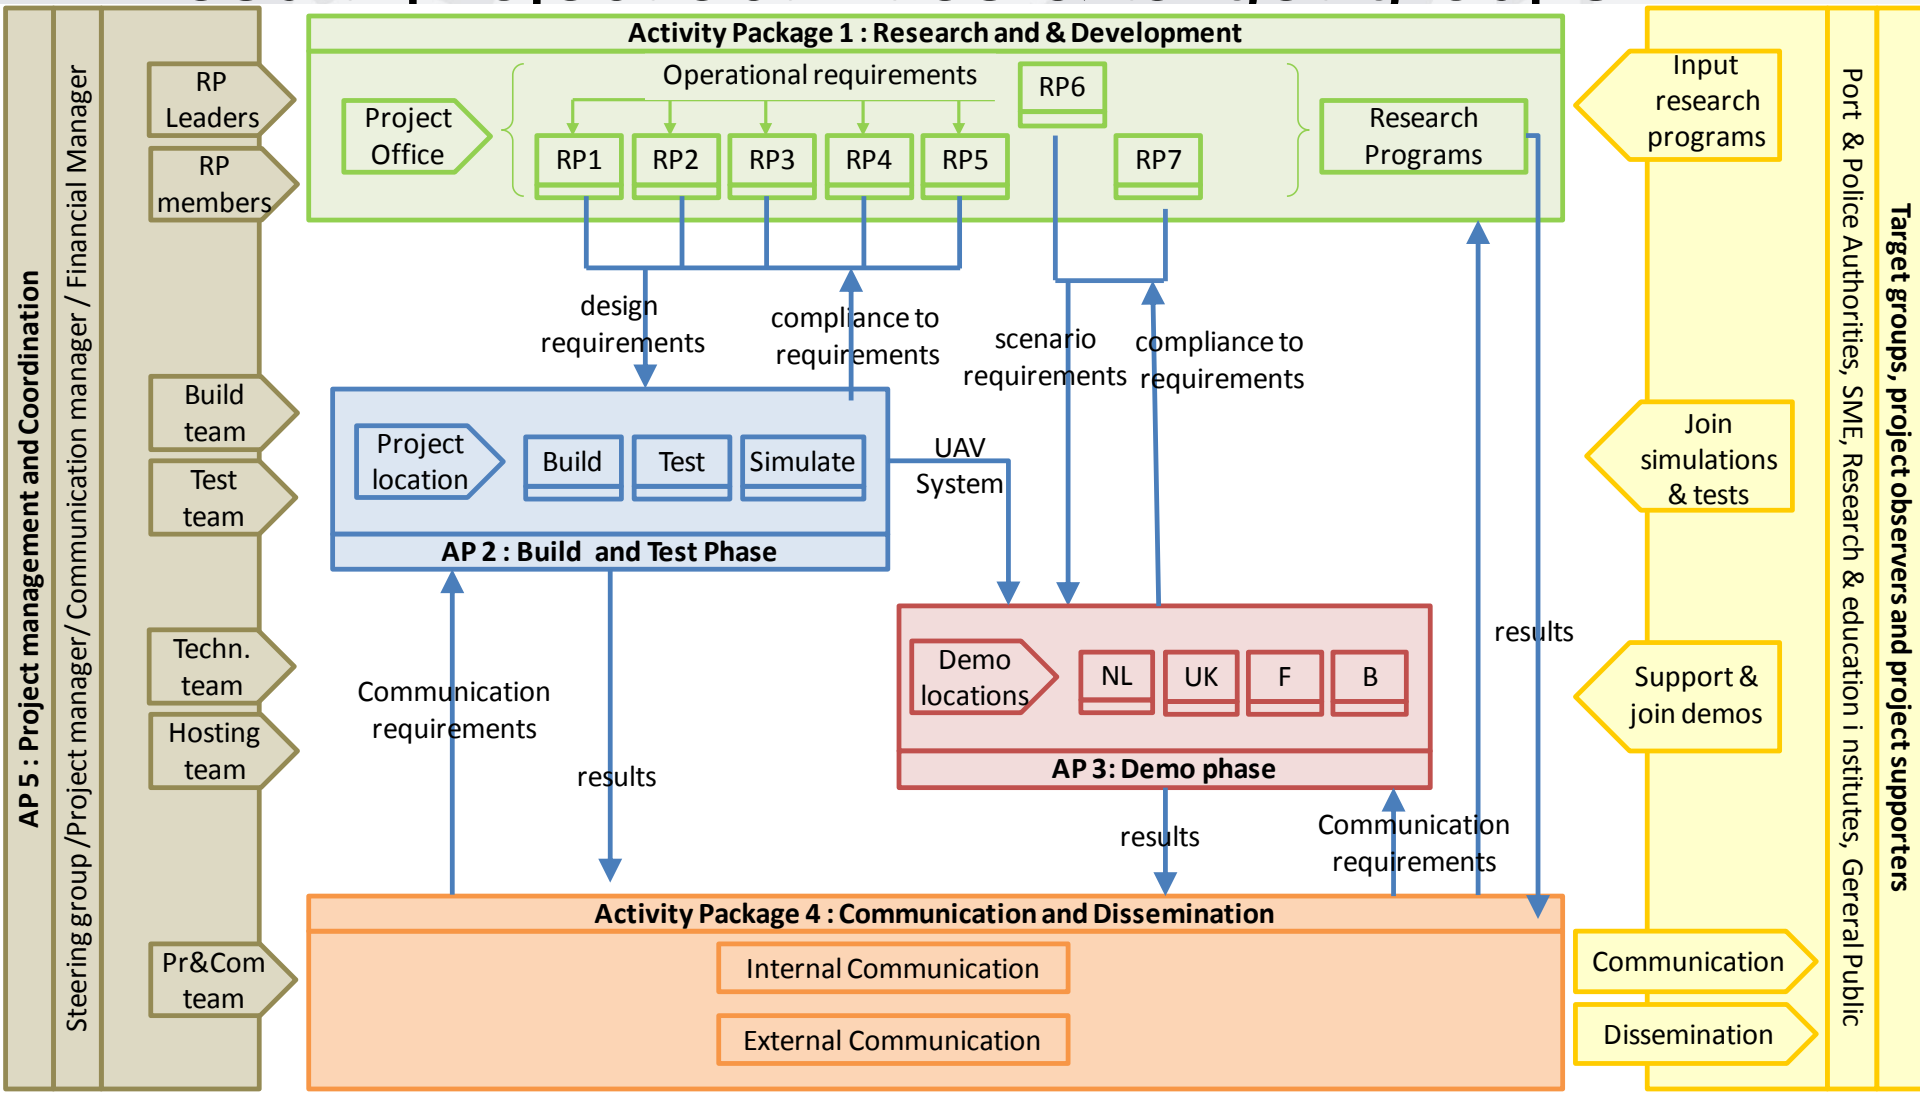 Activity Package 1 : Research and & Development
Operational requirements
Project
Office
RP1
RP2
RP3
RP4
RP5
RP6
RP7
Research
Programs
AP 5 : Project management and Coordination
Steering group /Project manager/ Communication manager / Financial Manager
RP
Leaders
RP
members
Build
team
Test
team
Techn.
team
Hosting
team
Pr&Com
team
design
requirements
compliance to
requirements
scenario
requirements
compliance to
requirements
Project
location
Build
Test
Simulate
AP 2 : Build and Test Phase
UAV
System
Demo
locations
NL
UK
F
B
AP 3: Demo phase
Communication
requirements
results
results
Communication
requirements
results
Activity Package 4 : Communication and Dissemination
Internal Communication
External Communication
Input
research
programs
Join
simulations
& tests
Support &
join demos
Communication
Dissemination
Port & Police Authorities, SME, Research & education i nstitutes, Gereral Public
Target groups, project observers and project supporters